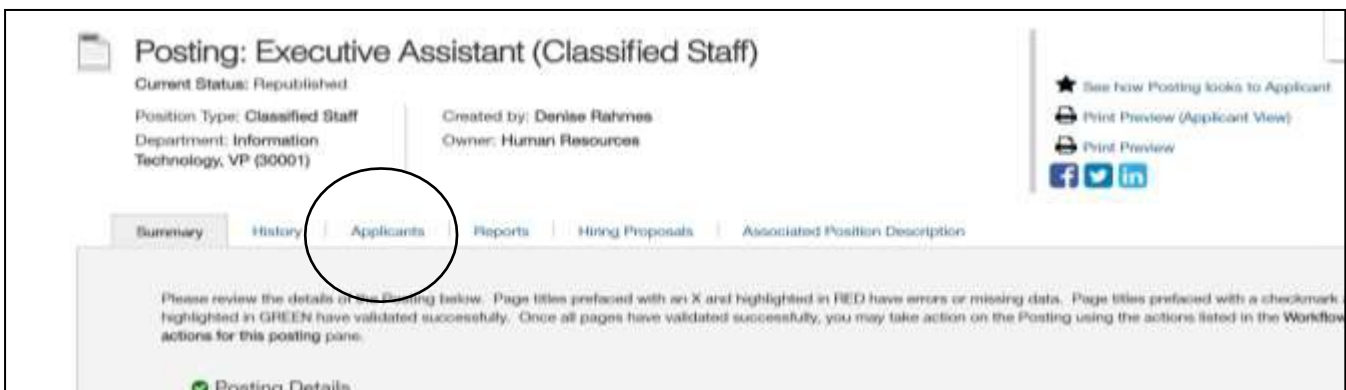 Posting: Executive Assistant (Classified Staff)
Current Status: Republished
Position Type: Classified Staff
Created by: Denise Rahmes
Department: Information
Technology, VP (30001)
Owner: Human Resources
See how Posting looks to Applicant
Print Preview (Applicant View)
Print Preview
Summary History Applicants Reports Hiring Proposals Associated Position Description
Please review the details of the Posting below. Page titles prefaced with an X and highlighted in RED have errors or missing data. Page titles prefaced with a checkmark
highlighted in GREEN have validated successfully. Once all pages have validated successfully, you may take action on the Posting using the actions listed in the Workflow
actions for this posting pane.
Posting Details